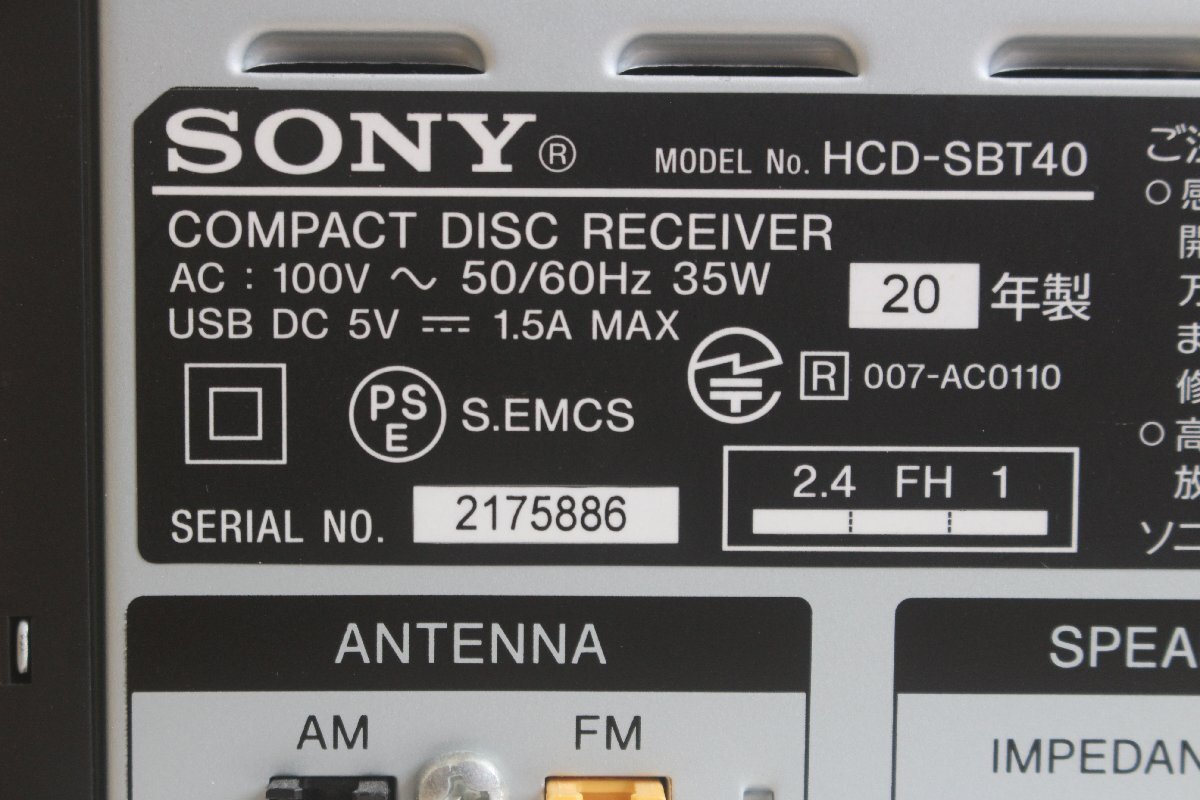 SONY®
MODEL No. HCD-SBT40
COMPACT DISC RECEIVER
AC : 100V ～ 50/60Hz 35W
USB DC 5V ⎓ 1.5A MAX
20 年製
PSE S.EMCS
R 007-AC0110
2.4 FH 1
SERIAL NO. 2175886
ご注
○感
開
万
ま
修
○高
放
ソニ
ANTENNA
AM FM
SPEA
IMPEDAN